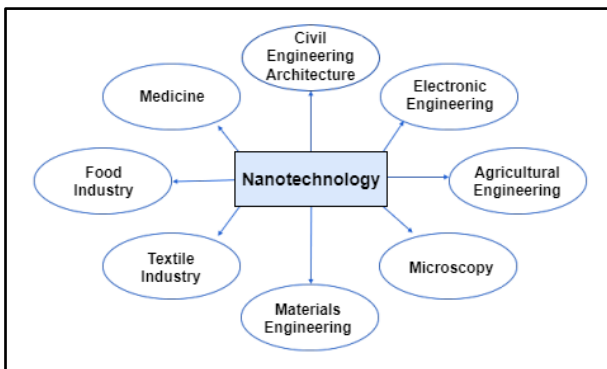 Civil
Engineering
Architecture
Medicine
Electronic
Engineering
Food
Industry
Nanotechnology
Agricultural
Engineering
Textile
Industry
Microscopy
Materials
Engineering